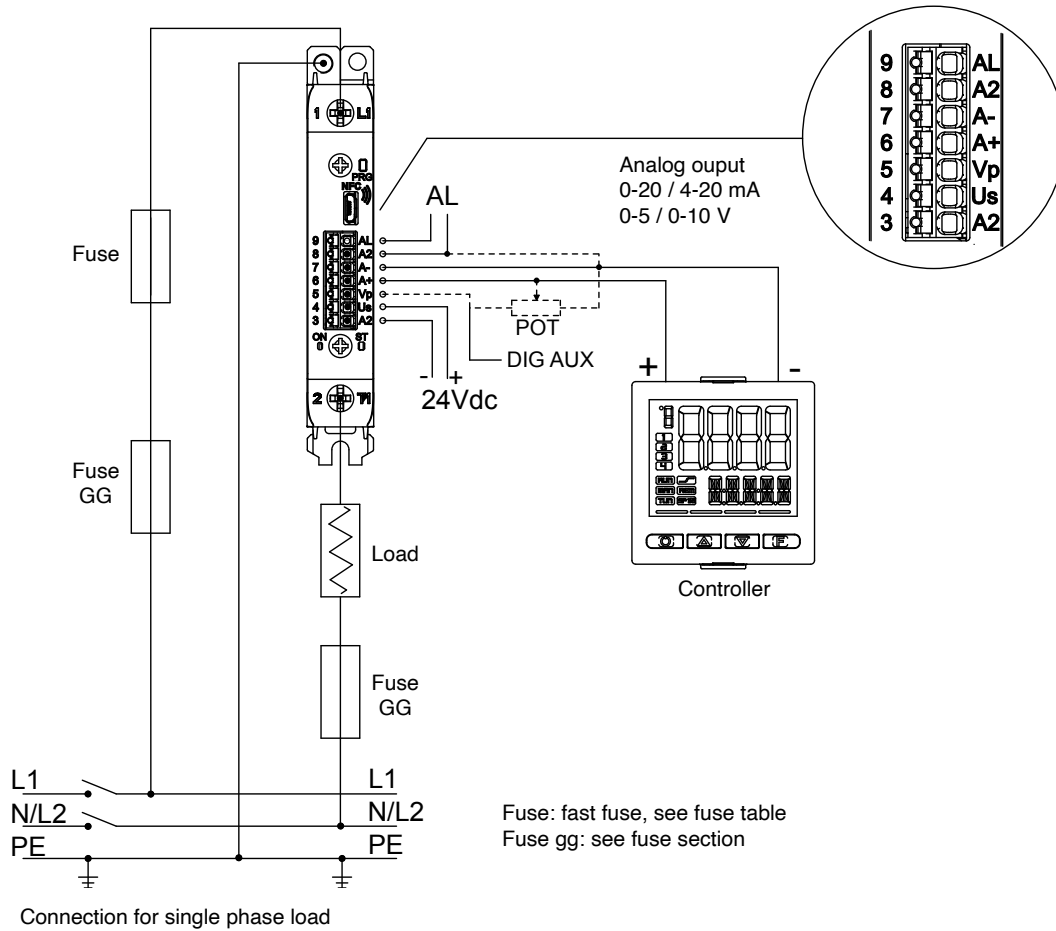 9 AL
8 A2
7 A-
6 A+
5 Vp
4 Us
3 A2
1 L1
PRG
NFC
Analog ouput
0-20 / 4-20 mA
0-5 / 0-10 V
AL
9 AL
8 A2
7 A-
6 A+
5 Vp
4 Us
3 A2
ON ST
2 T1
Fuse
POT
DIG AUX
- +
24Vdc
+ -
Fuse
GG
Load
Controller
Fuse
GG
L1 L1
N/L2 N/L2
PE PE
Fuse: fast fuse, see fuse table
Fuse gg: see fuse section
Connection for single phase load